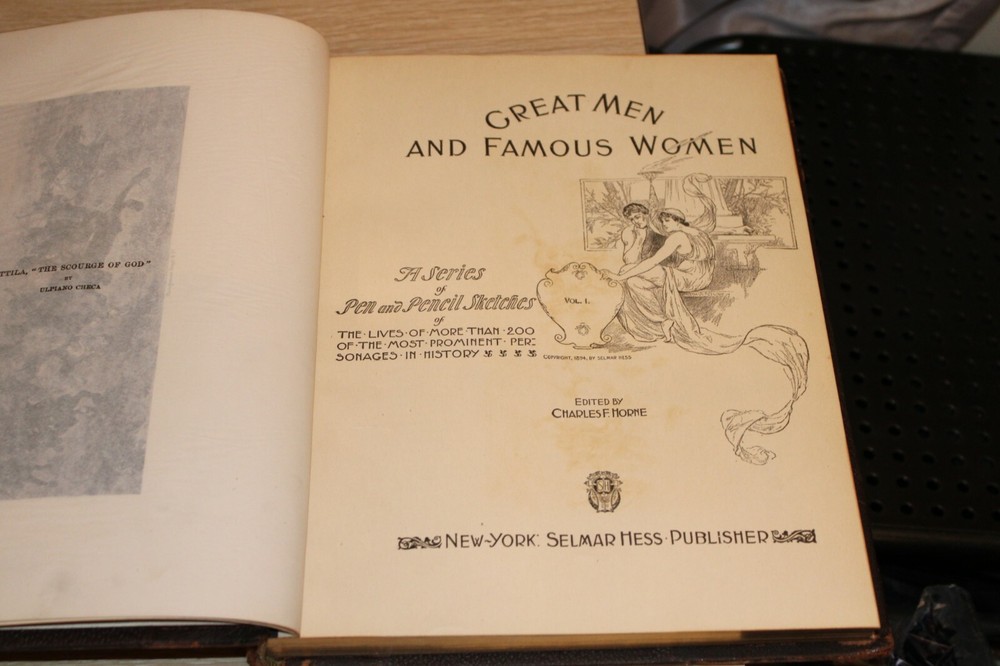 TTILA, "THE SCOURGE OF GOD"
BY
ULPIANO CHECA
GREAT MEN
AND FAMOUS WOMEN
A Series
of
Pen and Pencil Sketches
of
THE · LIVES · OF · MORE · THAN · 200
OF · THE · MOST · PROMINENT · PER-
SONAGES · IN · HISTORY
VOL. I.
COPYRIGHT, 1894, BY SELMAR HESS
EDITED BY
CHARLES F. HORNE
NEW-YORK: SELMAR HESS · PUBLISHER